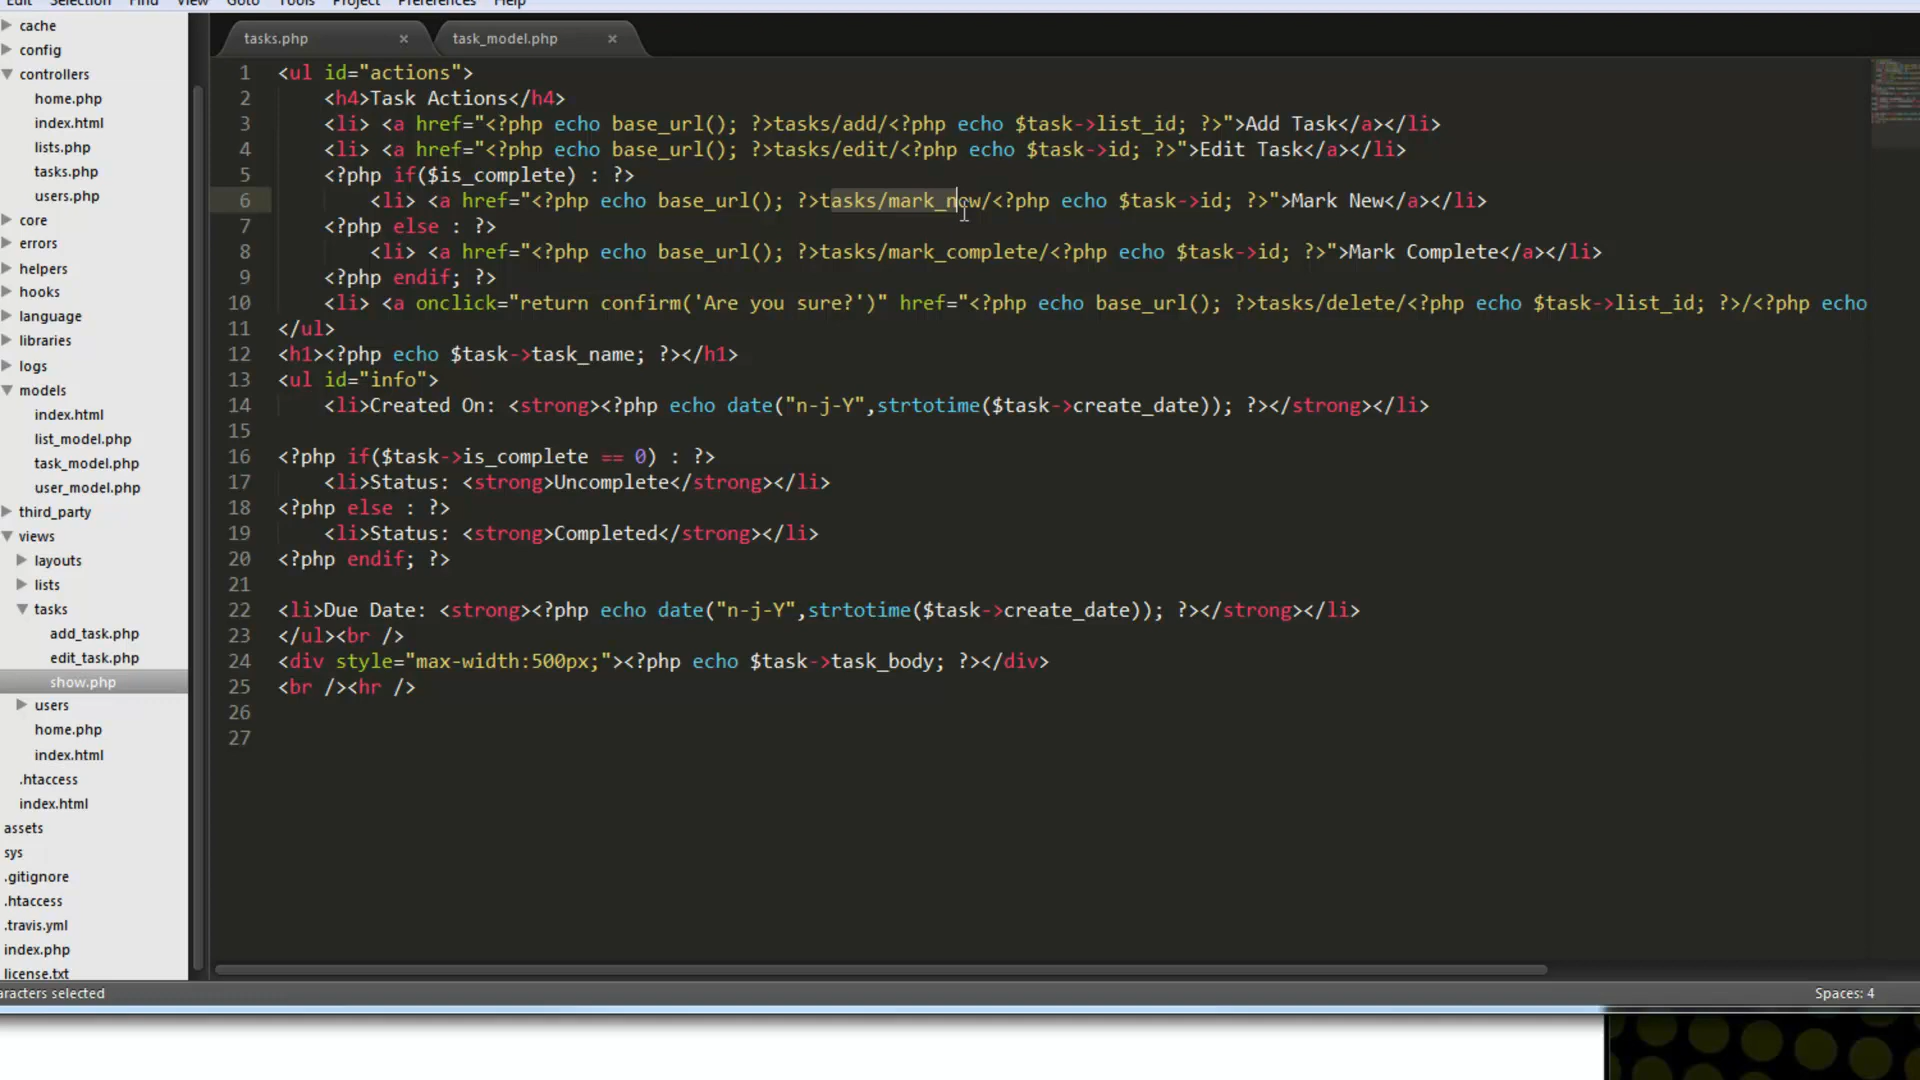 Edit Selection Find View Goto Tools Project Preferences Help
cache
config
controllers
home.php
index.html
lists.php
tasks.php
users.php
core
errors
helpers
hooks
language
libraries
logs
models
index.html
list_model.php
task_model.php
user_model.php
third_party
views
layouts
lists
tasks
add_task.php
edit_task.php
show.php
users
home.php
index.html
.htaccess
index.html
assets
sys
.gitignore
.htaccess
.travis.yml
index.php
license.txt
tasks.php × task_model.php ×
1 <ul id="actions">
2 <h4>Task Actions</h4>
3 <li> <a href="<?php echo base_url(); ?>tasks/add/<?php echo $task->list_id; ?>">Add Task</a></li>
4 <li> <a href="<?php echo base_url(); ?>tasks/edit/<?php echo $task->id; ?>">Edit Task</a></li>
5 <?php if($is_complete) : ?>
6 <li> <a href="<?php echo base_url(); ?>tasks/mark_new/<?php echo $task->id; ?>">Mark New</a></li>
7 <?php else : ?>
8 <li> <a href="<?php echo base_url(); ?>tasks/mark_complete/<?php echo $task->id; ?>">Mark Complete</a></li>
9 <?php endif; ?>
10 <li> <a onclick="return confirm('Are you sure?')" href="<?php echo base_url(); ?>tasks/delete/<?php echo $task->list_id; ?>/<?php echo
11 </ul>
12 <h1><?php echo $task->task_name; ?></h1>
13 <ul id="info">
14 <li>Created On: <strong><?php echo date("n-j-Y",strtotime($task->create_date)); ?></strong></li>
15
16 <?php if($task->is_complete == 0) : ?>
17 <li>Status: <strong>Uncomplete</strong></li>
18 <?php else : ?>
19 <li>Status: <strong>Completed</strong></li>
20 <?php endif; ?>
21
22 <li>Due Date: <strong><?php echo date("n-j-Y",strtotime($task->create_date)); ?></strong></li>
23 </ul><br />
24 <div style="max-width:500px;"><?php echo $task->task_body; ?></div>
25 <br /><hr />
26
27
aracters selected
Spaces: 4